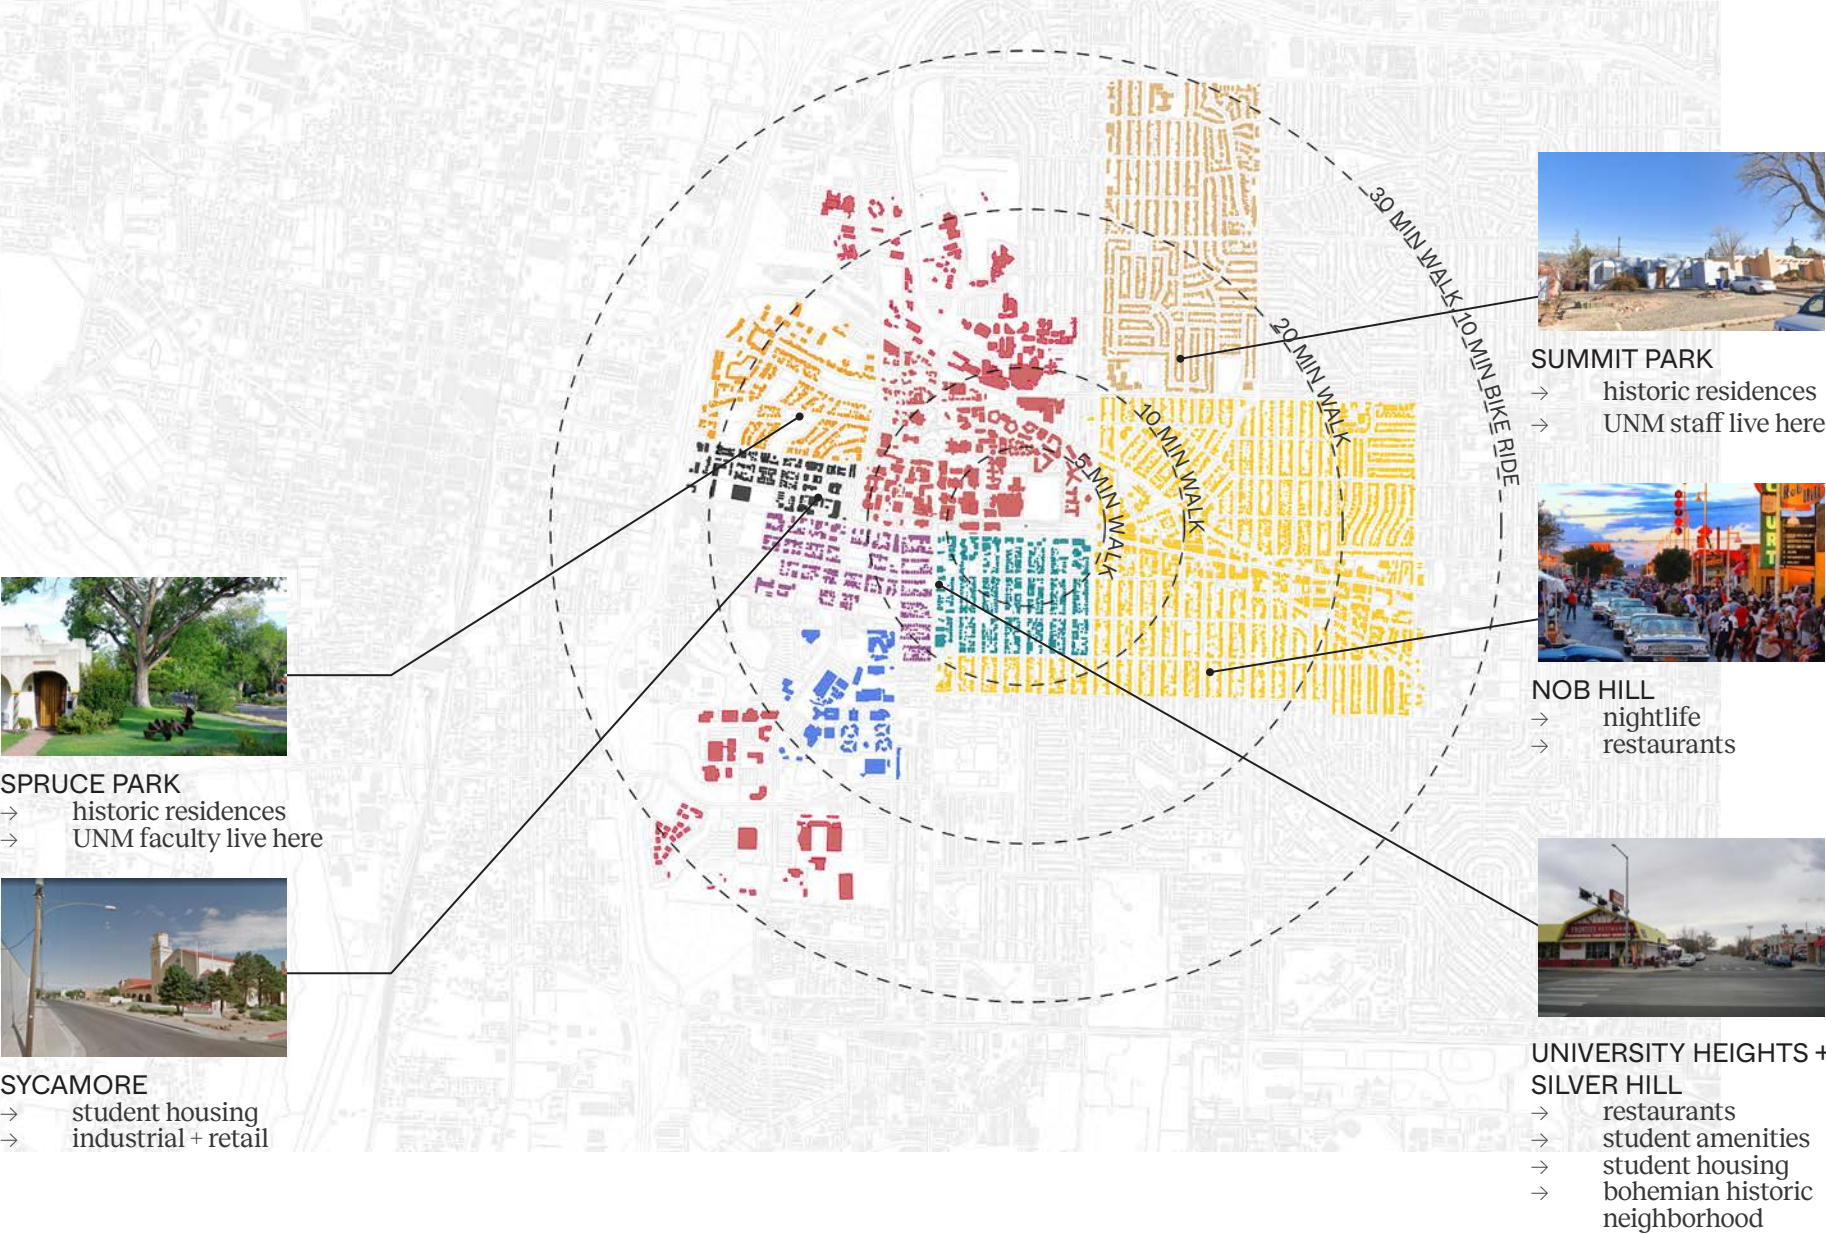 30 MIN WALK, 10 MIN BIKE RIDE
20 MIN WALK
10 MIN WALK
5 MIN WALK
SUMMIT PARK
→ historic residences
→ UNM staff live here
NOB HILL
→ nightlife
→ restaurants
SPRUCE PARK
→ historic residences
→ UNM faculty live here
SYCAMORE
→ student housing
→ industrial + retail
UNIVERSITY HEIGHTS +
SILVER HILL
→ restaurants
→ student amenities
→ student housing
→ bohemian historic
neighborhood